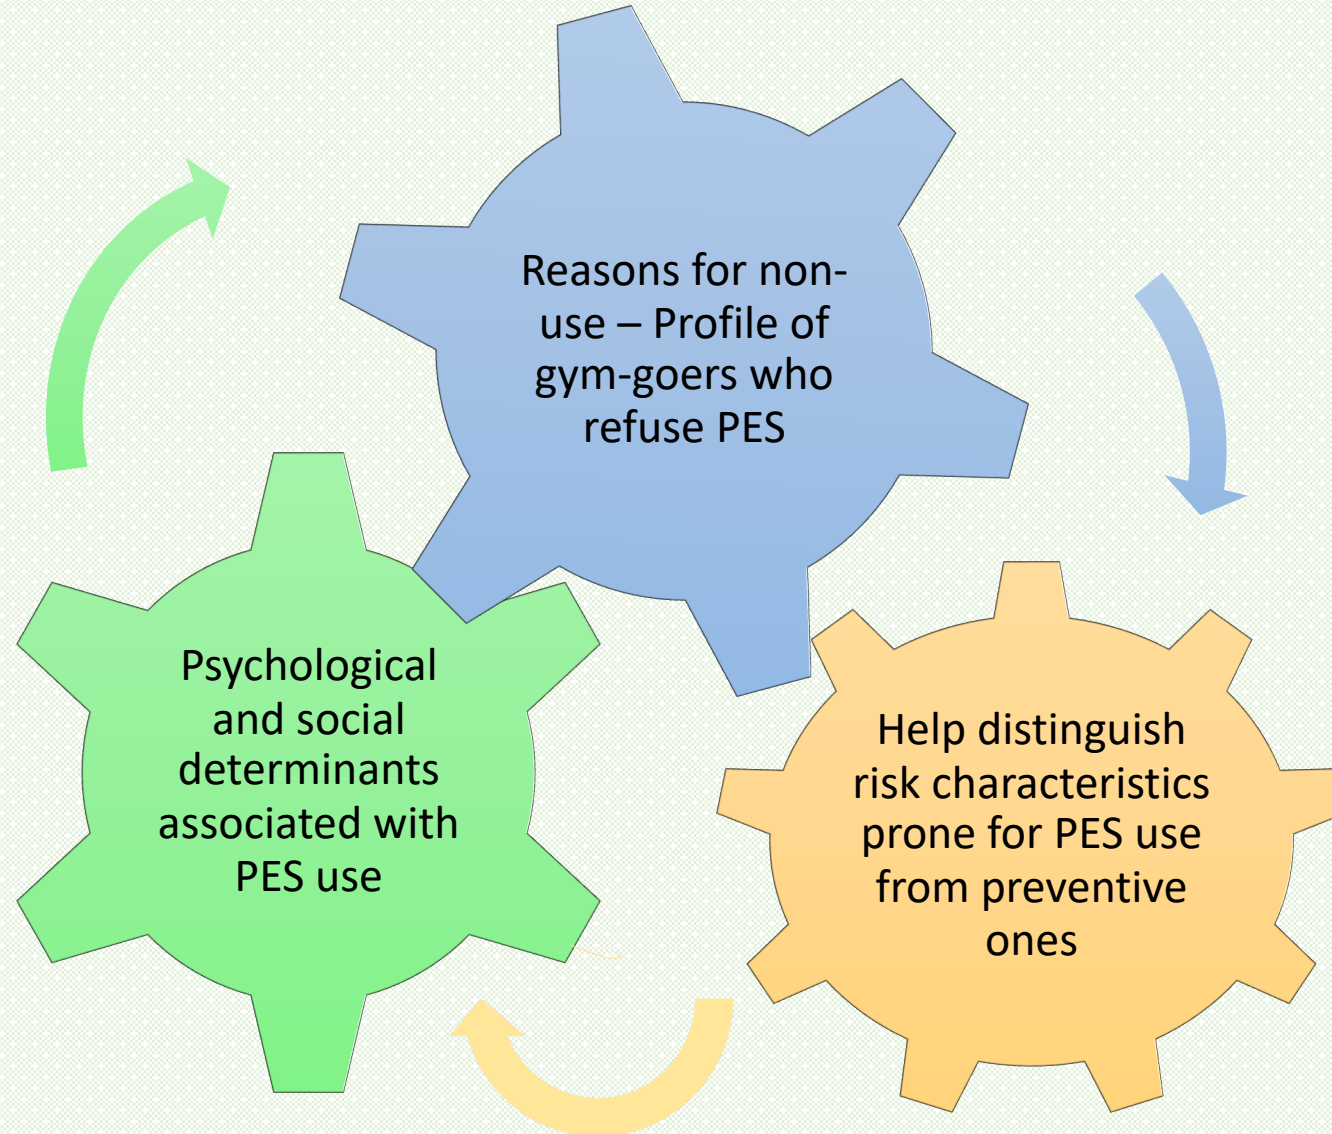 Reasons for non-
use – Profile of
gym-goers who
refuse PES
Psychological
and social
determinants
associated with
PES use
Help distinguish
risk characteristics
prone for PES use
from preventive
ones